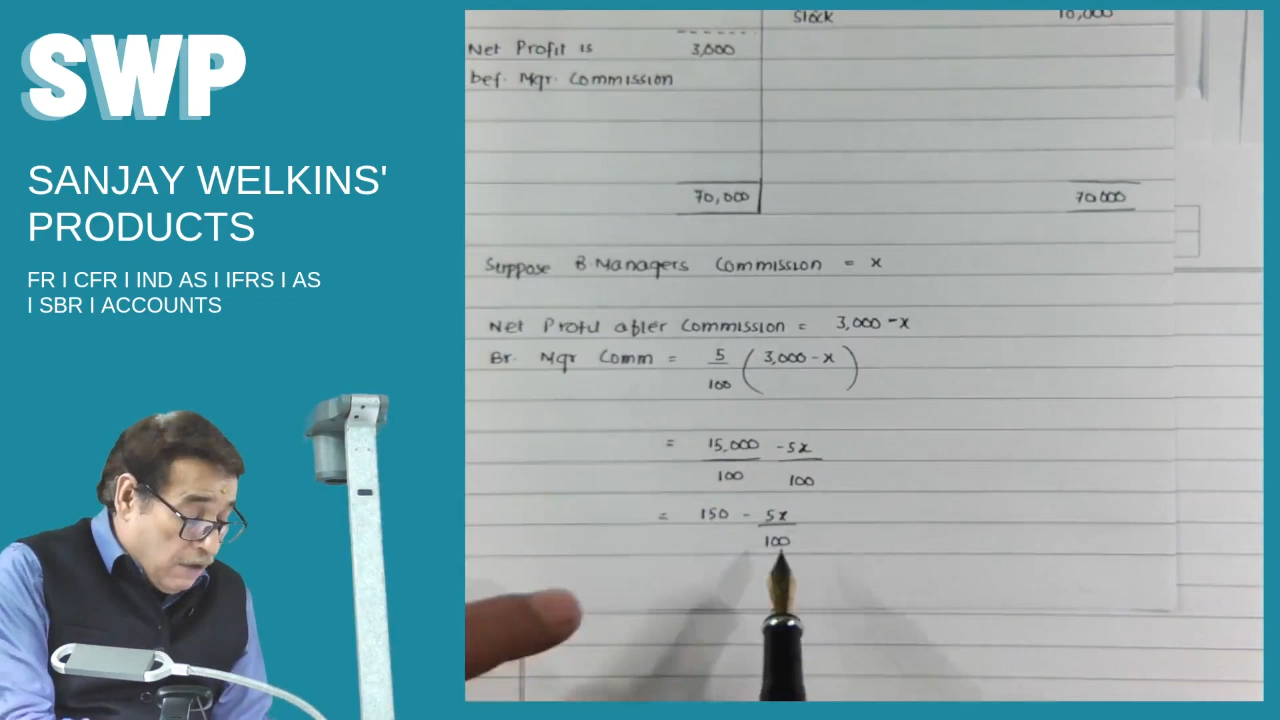 SWP
SANJAY WELKINS'
PRODUCTS
FR I CFR I IND AS I IFRS I AS
I SBR I ACCOUNTS
Stock 10,000
Net Profit is 3,000
bef. Mgr. Commission
70,000 70000
Suppose B.Managers Commission = x
Net Profit after Commission = 3,000 - x
Br. Mgr Comm = 5/100 (3,000 - x)
= 15,000/100 - 5x/100
= 150 - 5x/100